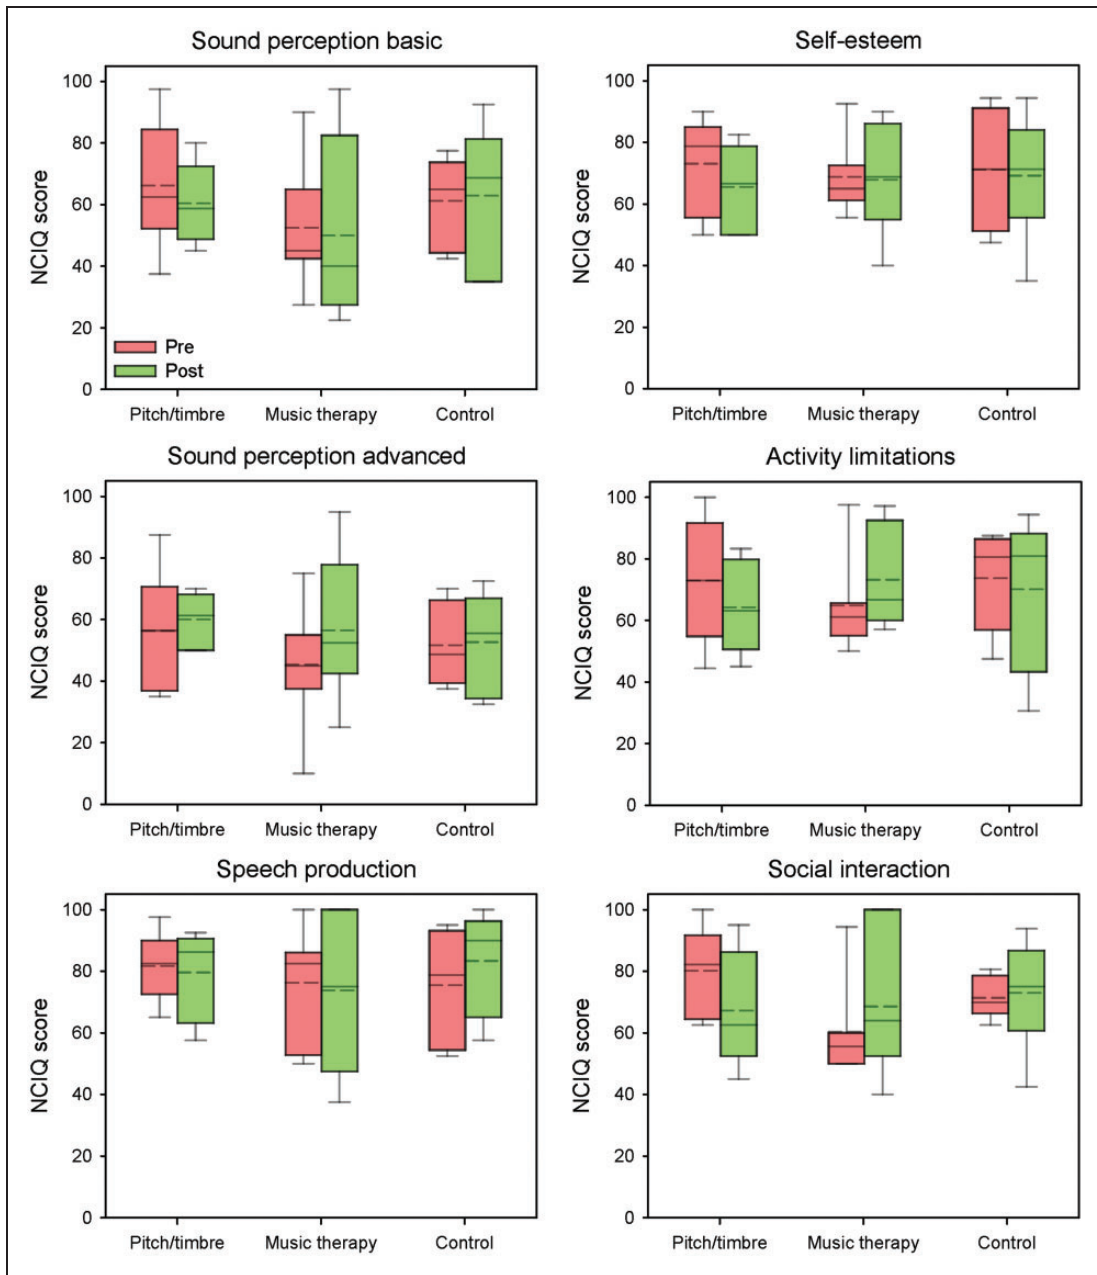 Sound perception basic
NCIQ score
100
80
60
40
20
0
Pre
Post
Pitch/timbre Music therapy Control
Self-esteem
NCIQ score
100
80
60
40
20
0
Pitch/timbre Music therapy Control
Sound perception advanced
NCIQ score
100
80
60
40
20
0
Pitch/timbre Music therapy Control
Activity limitations
NCIQ score
100
80
60
40
20
0
Pitch/timbre Music therapy Control
Speech production
NCIQ score
100
80
60
40
20
0
Pitch/timbre Music therapy Control
Social interaction
NCIQ score
100
80
60
40
20
0
Pitch/timbre Music therapy Control